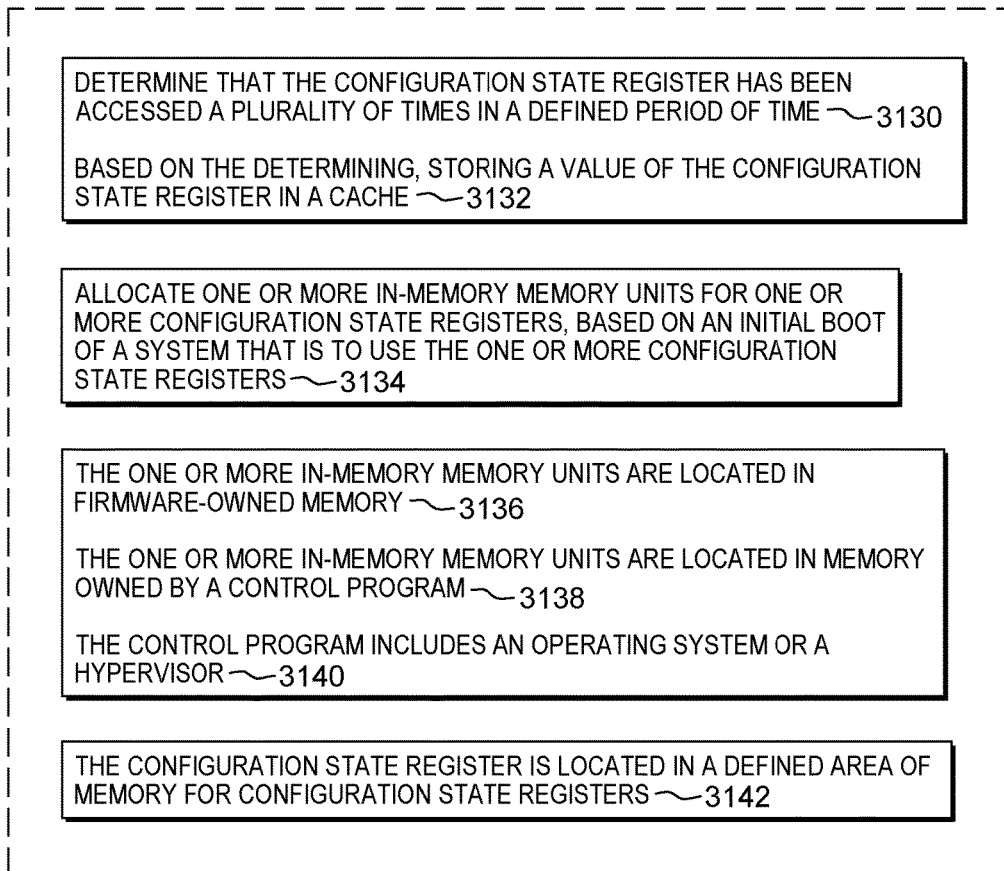 DETERMINE THAT THE CONFIGURATION STATE REGISTER HAS BEEN
ACCESSED A PLURALITY OF TIMES IN A DEFINED PERIOD OF TIME 3130
BASED ON THE DETERMINING, STORING A VALUE OF THE CONFIGURATION
STATE REGISTER IN A CACHE 3132
ALLOCATE ONE OR MORE IN-MEMORY MEMORY UNITS FOR ONE OR
MORE CONFIGURATION STATE REGISTERS, BASED ON AN INITIAL BOOT
OF A SYSTEM THAT IS TO USE THE ONE OR MORE CONFIGURATION
STATE REGISTERS 3134
THE ONE OR MORE IN-MEMORY MEMORY UNITS ARE LOCATED IN
FIRMWARE-OWNED MEMORY 3136
THE ONE OR MORE IN-MEMORY MEMORY UNITS ARE LOCATED IN MEMORY
OWNED BY A CONTROL PROGRAM 3138
THE CONTROL PROGRAM INCLUDES AN OPERATING SYSTEM OR A
HYPERVISOR 3140
THE CONFIGURATION STATE REGISTER IS LOCATED IN A DEFINED AREA OF
MEMORY FOR CONFIGURATION STATE REGISTERS 3142